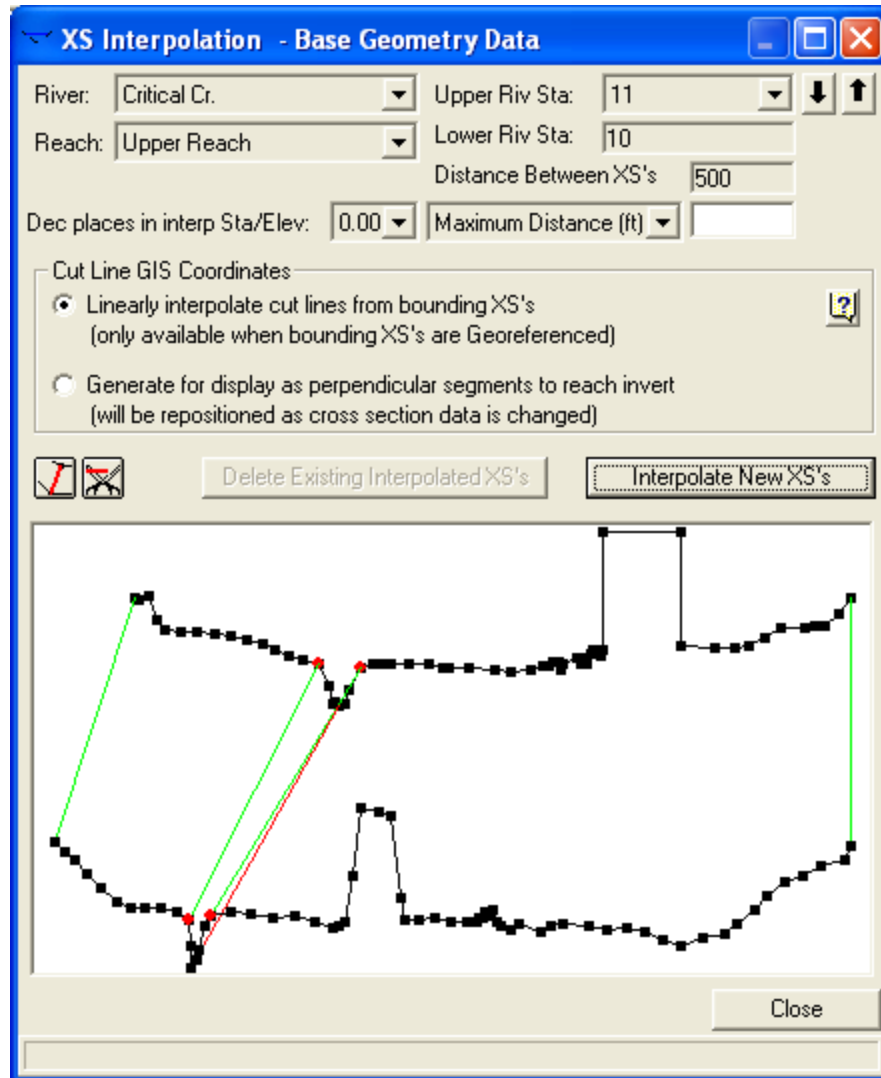 XS Interpolation - Base Geometry Data
River: Critical Cr. Upper Riv Sta: 11
Reach: Upper Reach Lower Riv Sta: 10
Distance Between XS's 500
Dec places in interp Sta/Elev: 0.00 Maximum Distance (ft)
Cut Line GIS Coordinates
Linearly interpolate cut lines from bounding XS's
(only available when bounding XS's are Georeferenced)
Generate for display as perpendicular segments to reach invert
(will be repositioned as cross section data is changed)
Delete Existing Interpolated XS's Interpolate New XS's
Close